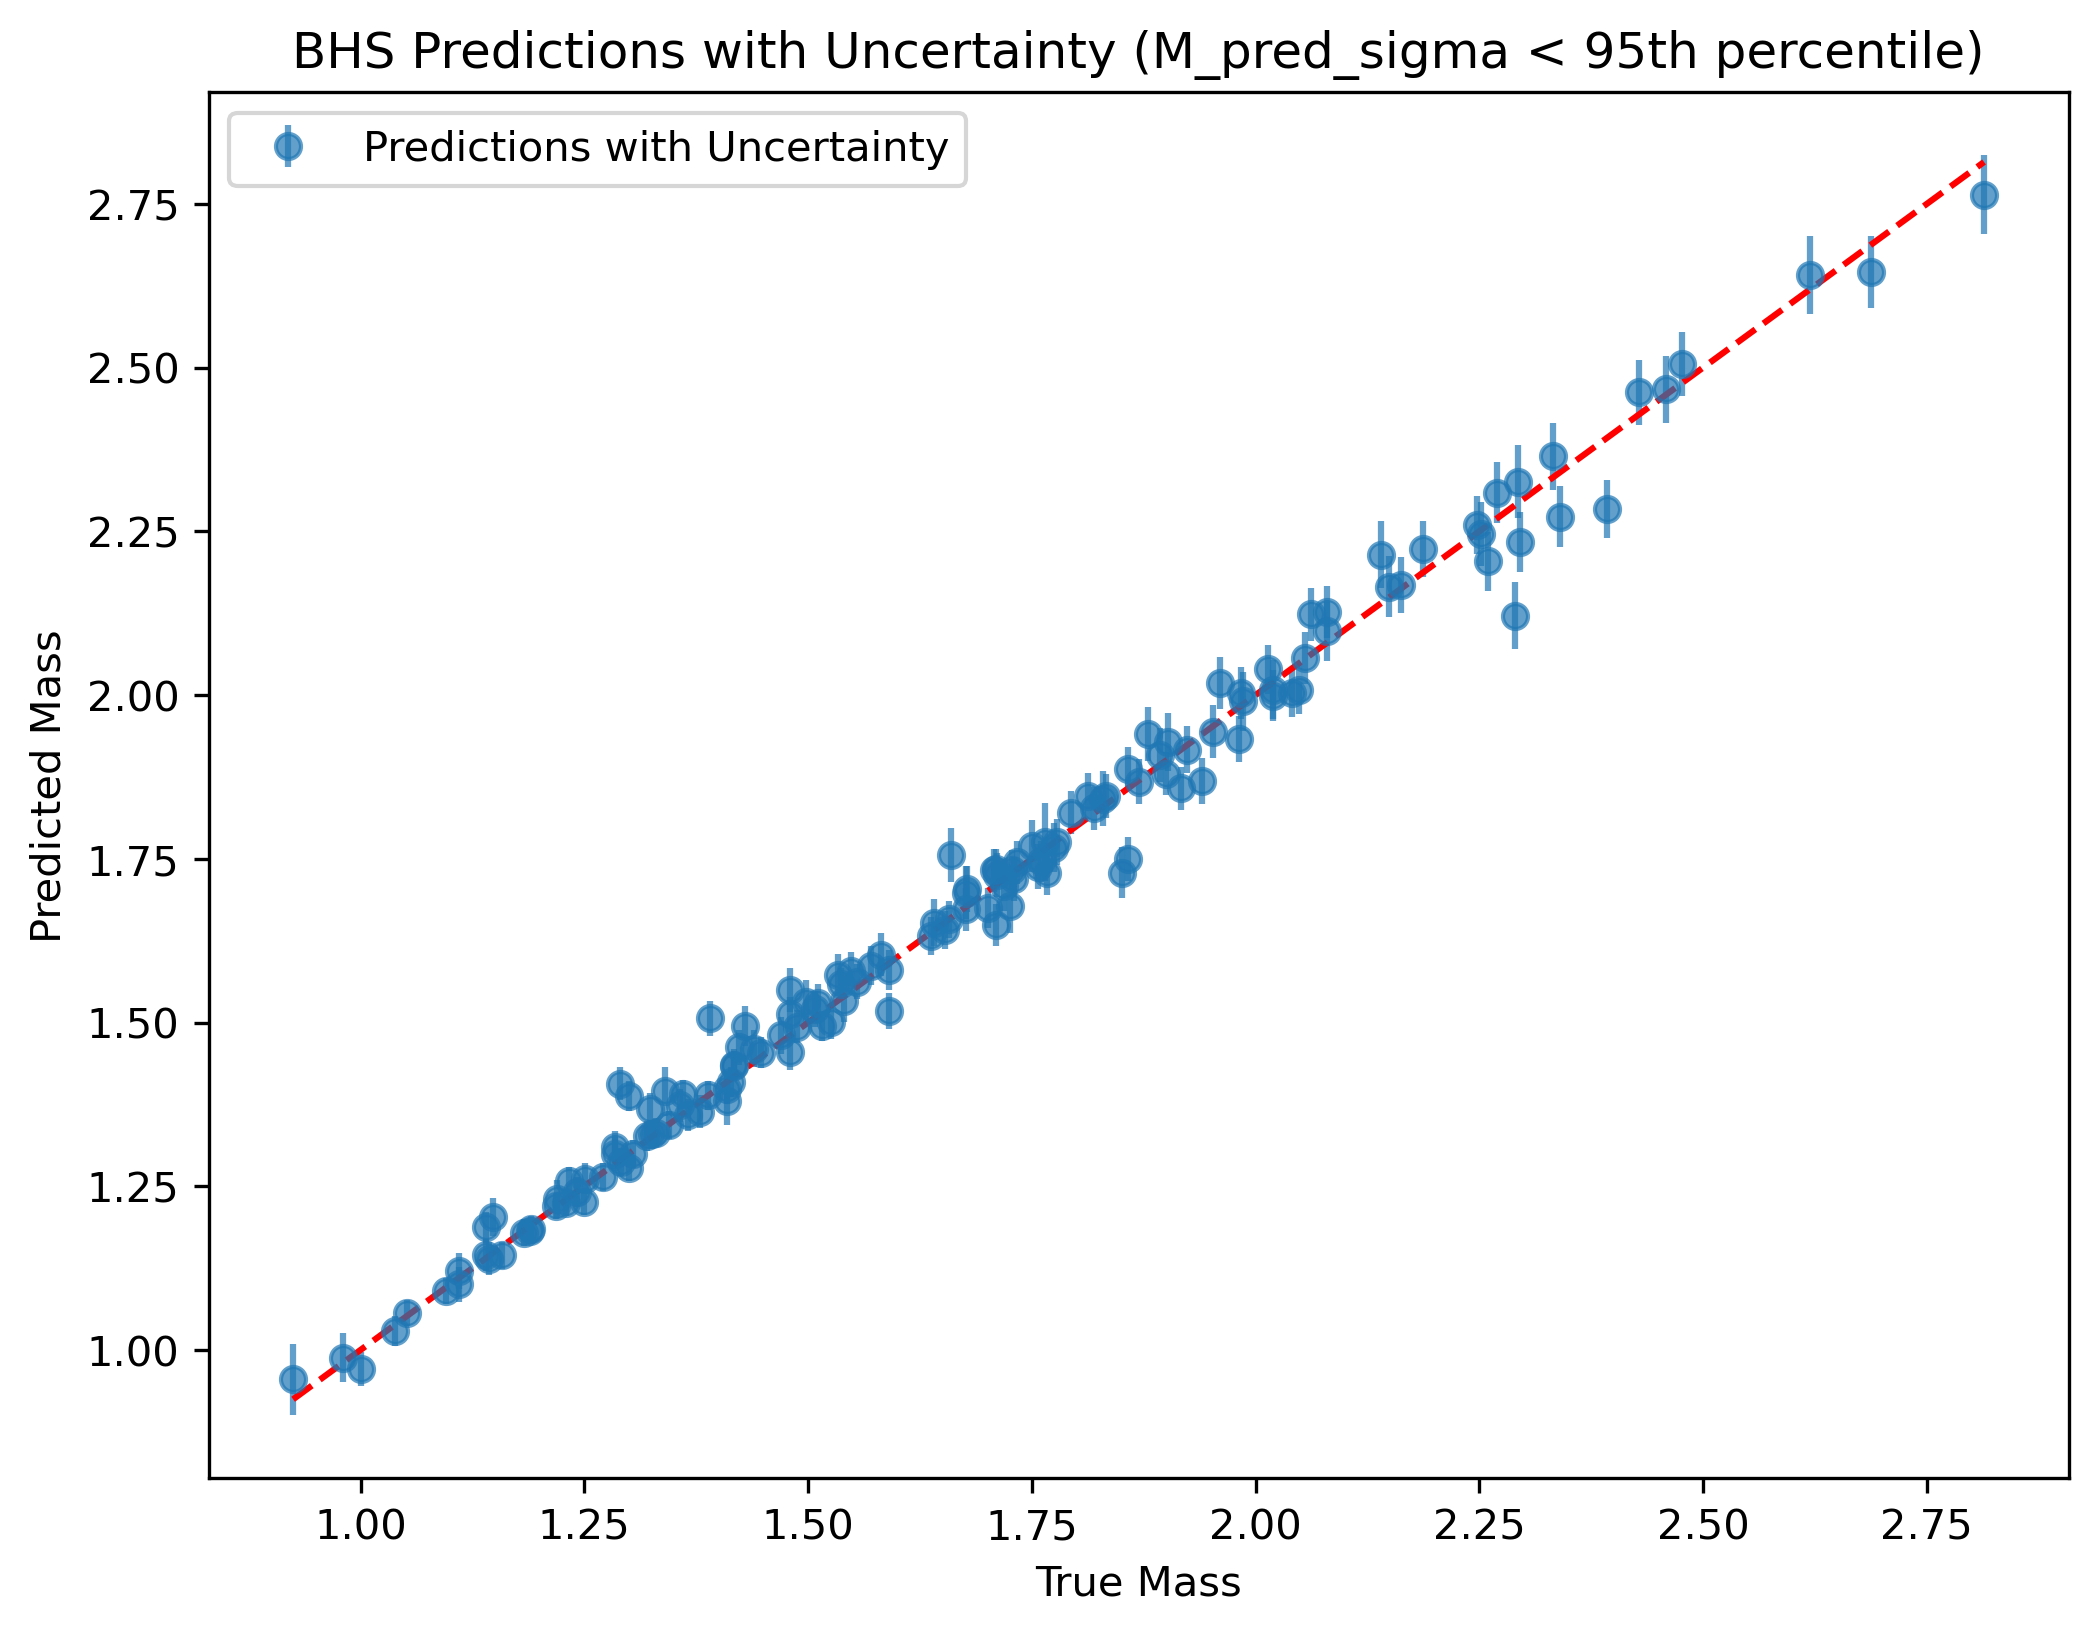 BHS Predictions with Uncertainty (M_pred_sigma < 95th percentile)
Predictions with Uncertainty
Predicted Mass
2.75
2.50
2.25
2.00
1.75
1.50
1.25
1.00
1.00 1.25 1.50 1.75 2.00 2.25 2.50 2.75
True Mass